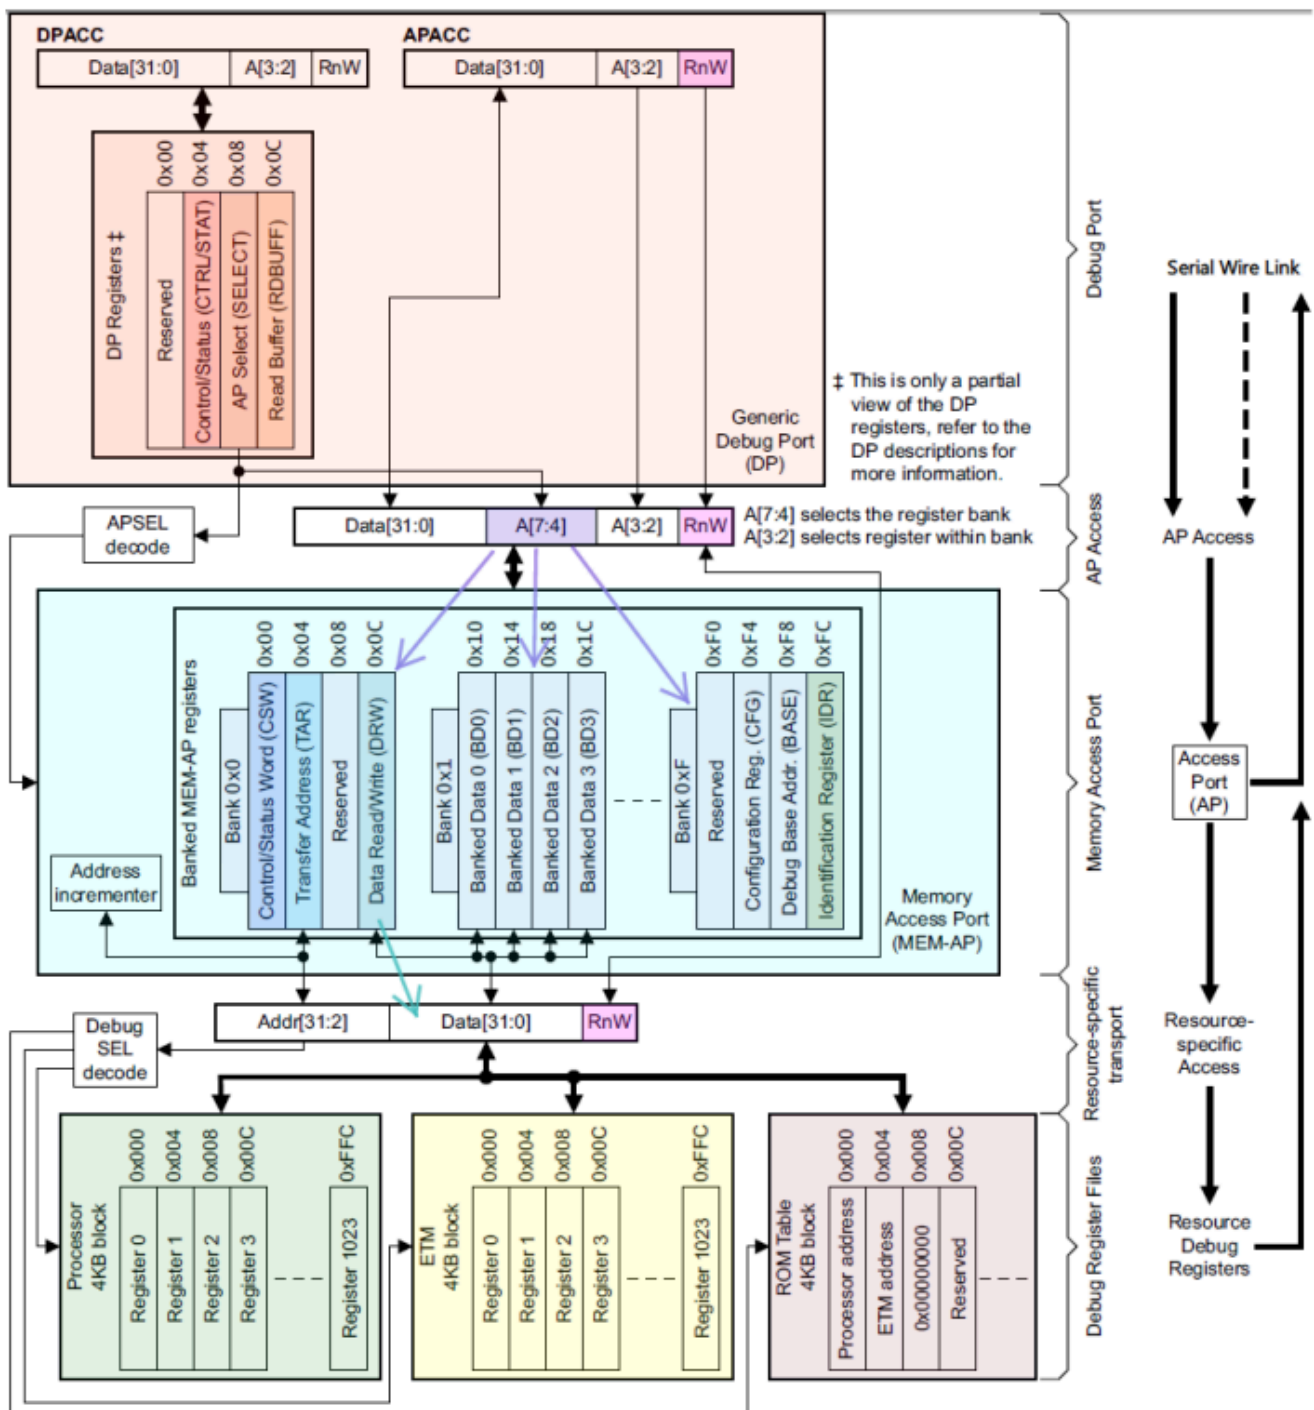 DPACC
APACC
Data[31:0] A[3:2] RnW
Data[31:0] A[3:2] RnW
0x00
0x04
0x08
0x0C
DP Registers ‡
Reserved
Control/Status (CTRL/STAT)
AP Select (SELECT)
Read Buffer (RDBUFF)
Generic
Debug Port
(DP)
‡ This is only a partial
view of the DP
registers, refer to the
DP descriptions for
more information.
Debug Port
Serial Wire Link
APSEL
decode
Data[31:0] A[7:4] A[3:2] RnW
A[7:4] selects the register bank
A[3:2] selects register within bank
AP Access
AP Access
Banked MEM-AP registers
Bank 0x0
0x00
0x04
0x08
0x0C
Control/Status Word (CSW)
Transfer Address (TAR)
Reserved
Data Read/Write (DRW)
Bank 0x1
0x10
0x14
0x18
0x1C
Banked Data 0 (BD0)
Banked Data 1 (BD1)
Banked Data 2 (BD2)
Banked Data 3 (BD3)
Bank 0xF
0xF0
0xF4
0xF8
0xFC
Reserved
Configuration Reg. (CFG)
Debug Base Addr. (BASE)
Identification Register (IDR)
Address
incrementer
Memory
Access Port
(MEM-AP)
Memory Access Port
Access
Port
(AP)
Addr[31:2] Data[31:0] RnW
Debug
SEL
decode
Resource-specific
transport
Resource-
specific
Access
Processor
4KB block
0x000
0x004
0x008
0x00C
0xFFC
Register 0
Register 1
Register 2
Register 3
Register 1023
ETM
4KB block
0x000
0x004
0x008
0x00C
0xFFC
Register 0
Register 1
Register 2
Register 3
Register 1023
ROM Table
4KB block
0x000
0x004
0x008
0x00C
Processor address
ETM address
0x00000000
Reserved
Debug Register Files
Resource
Debug
Registers